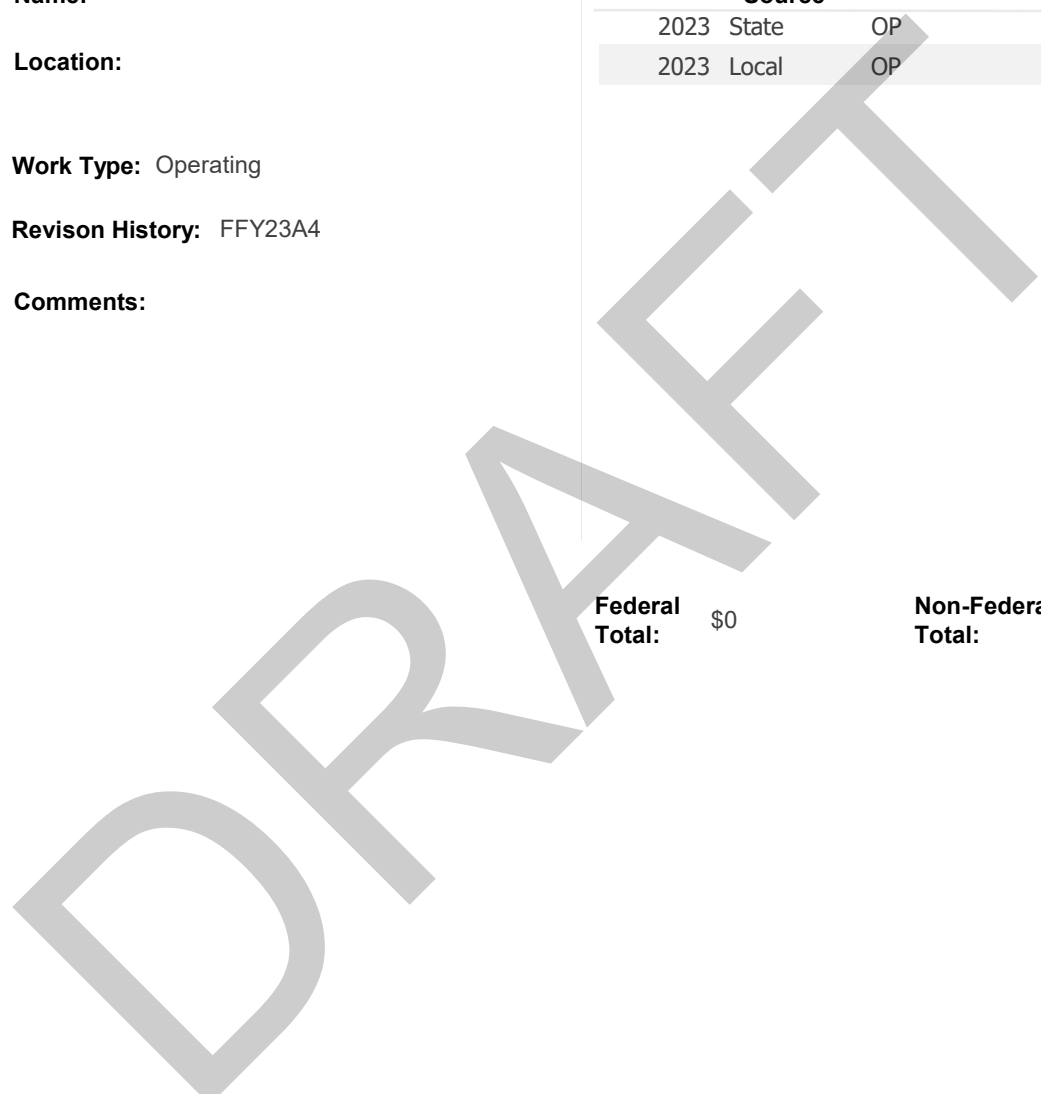 Location:
Work Type: Operating
Revison History: FFY23A4
Comments:
Source
2023 State OP
2023 Local OP
Federal
Total: $0
Total:
DRAFT